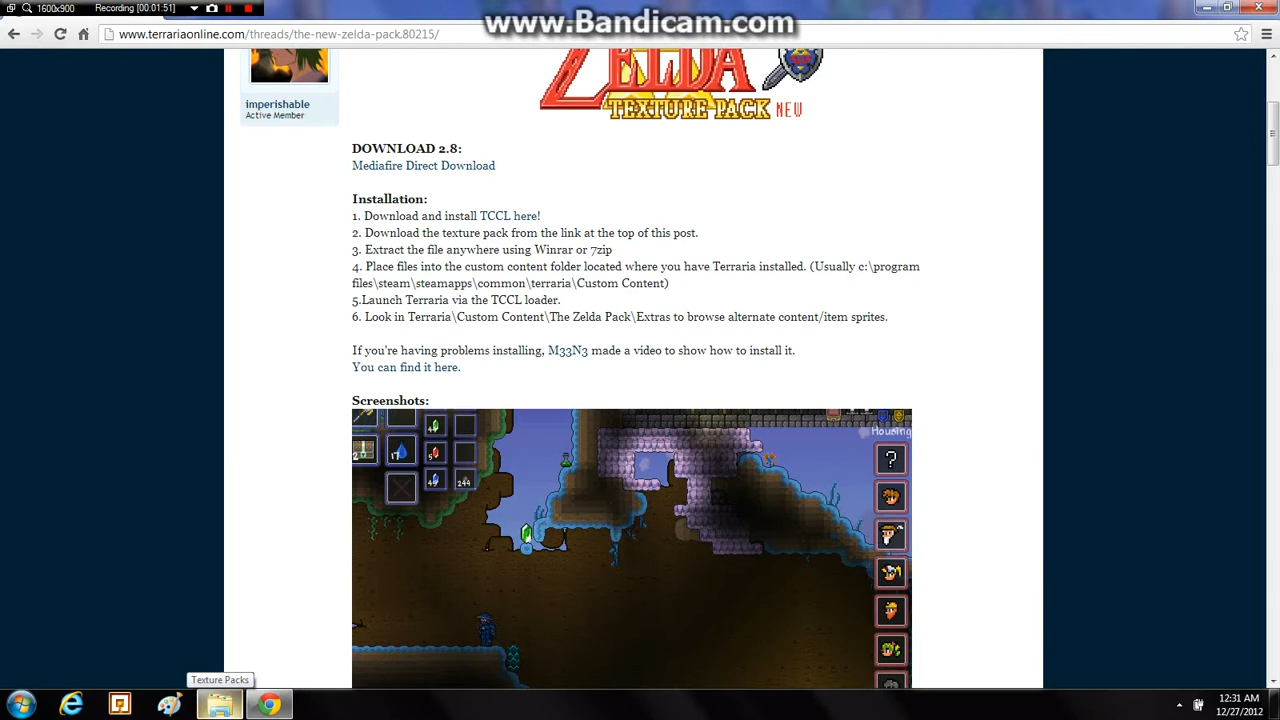 1600x900
Recording [00:01:51]
www.Bandicam.com
www.terrariaonline.com/threads/the-new-zelda-pack.80215/
ZELDA
TEXTURE PACK NEW
imperishable
Active Member
DOWNLOAD 2.8:
Mediafire Direct Download
Installation:
1. Download and install TCCL here!
2. Download the texture pack from the link at the top of this post.
3. Extract the file anywhere using Winrar or 7zip
4. Place files into the custom content folder located where you have Terraria installed. (Usually c:\program
files\steam\steamapps\common\terraria\Custom Content)
5.Launch Terraria via the TCCL loader.
6. Look in Terraria\Custom Content\The Zelda Pack\Extras to browse alternate content/item sprites.
If you're having problems installing, M33N3 made a video to show how to install it.
You can find it here.
Screenshots:
Housing
17
5
49
244
Texture Packs
12:31 AM
12/27/2012